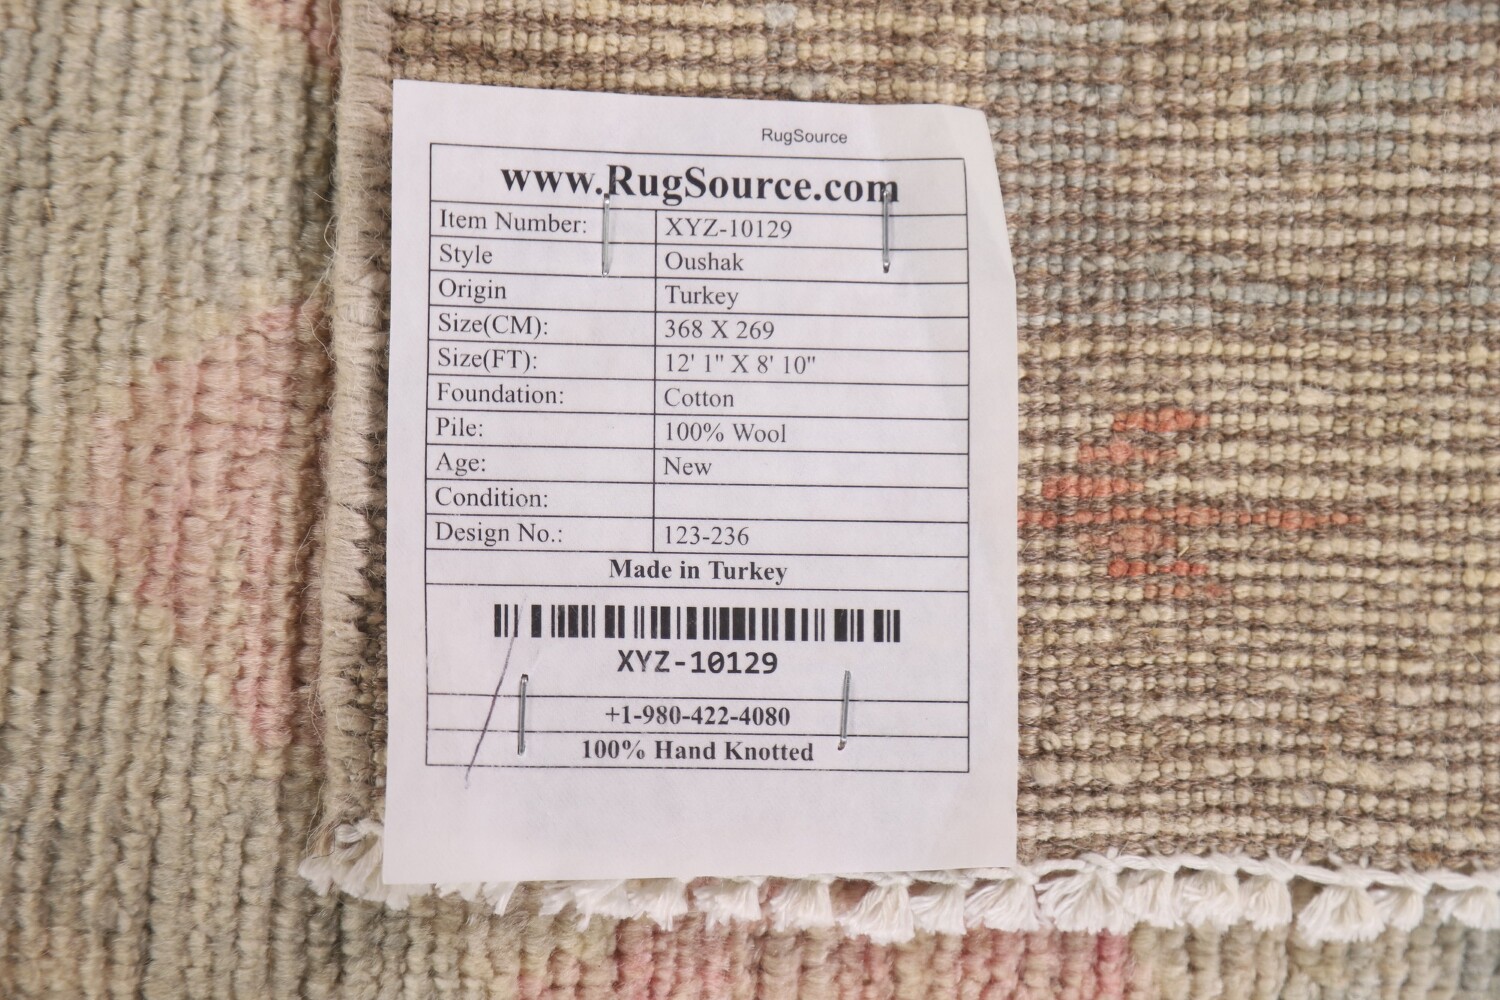 RugSource
www.RugSource.com
Item Number: XYZ-10129
Style Oushak
Origin Turkey
Size(CM): 368 X 269
Size(FT): 12' 1" X 8' 10"
Foundation: Cotton
Pile: 100% Wool
Age: New
Condition:
Design No.: 123-236
Made in Turkey
XYZ-10129
+1-980-422-4080
100% Hand Knotted